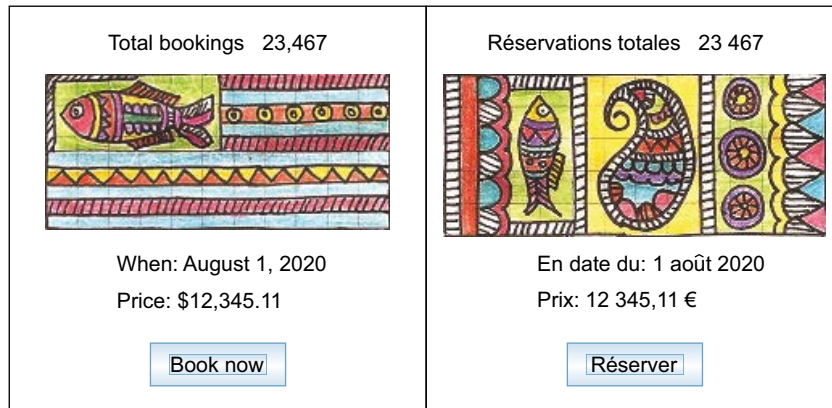 Total bookings 23,467
When: August 1, 2020
Price: $12,345.11
Book now
Réservations totales 23 467
En date du: 1 août 2020
Prix: 12 345,11 €
Réserver